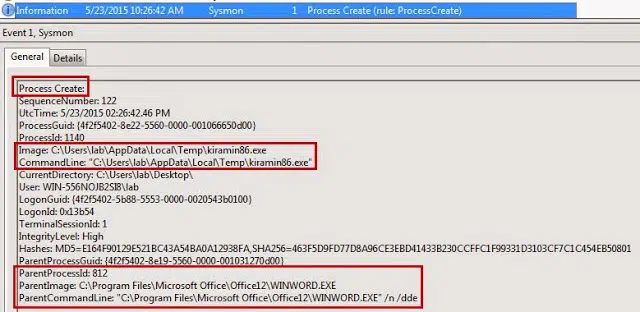 Information 5/23/2015 10:26:42 AM Sysmon 1 Process Create (rule: ProcessCreate)
Event 1, Sysmon
General Details
Process Create:
SequenceNumber: 122
UtcTime: 5/23/2015 02:26:42.46 PM
ProcessGuid: {4f2f5402-8e22-5560-0000-001066650d00}
ProcessId: 1140
Image: C:\Users\lab\AppData\Local\Temp\kiramin86.exe
CommandLine: "C:\Users\lab\AppData\Local\Temp\kiramin86.exe"
CurrentDirectory: C:\Users\lab\Desktop\
User: WIN-556NOJB2SI8\lab
LogonGuid: {4f2f5402-5b88-5553-0000-0020543b0100}
LogonId: 0x13b54
TerminalSessionId: 1
IntegrityLevel: High
Hashes: MD5=E164F90129E521BC43A54BA0A12938FA,SHA256=463F5D9FD77D8A96CE3EBD41433B230CCFFC1F99331D3103CF7C1C454EB50801
ParentProcessGuid: {4f2f5402-8e19-5560-0000-001031270d00}
ParentProcessId: 812
ParentImage: C:\Program Files\Microsoft Office\Office12\WINWORD.EXE
ParentCommandLine: "C:\Program Files\Microsoft Office\Office12\WINWORD.EXE" /n /dde